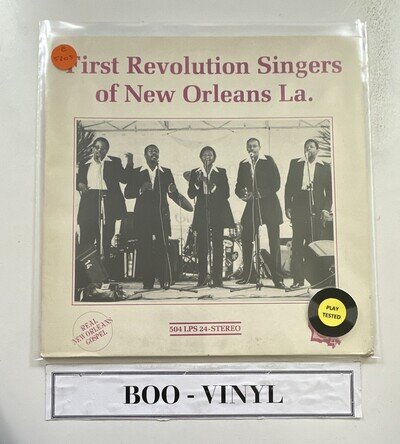 e
5203
First Revolution Singers
of New Orleans La.
REAL
NEW ORLEANS
GOSPEL
504 LPS 24-STEREO
PLAY
TESTED
BOO - VINYL